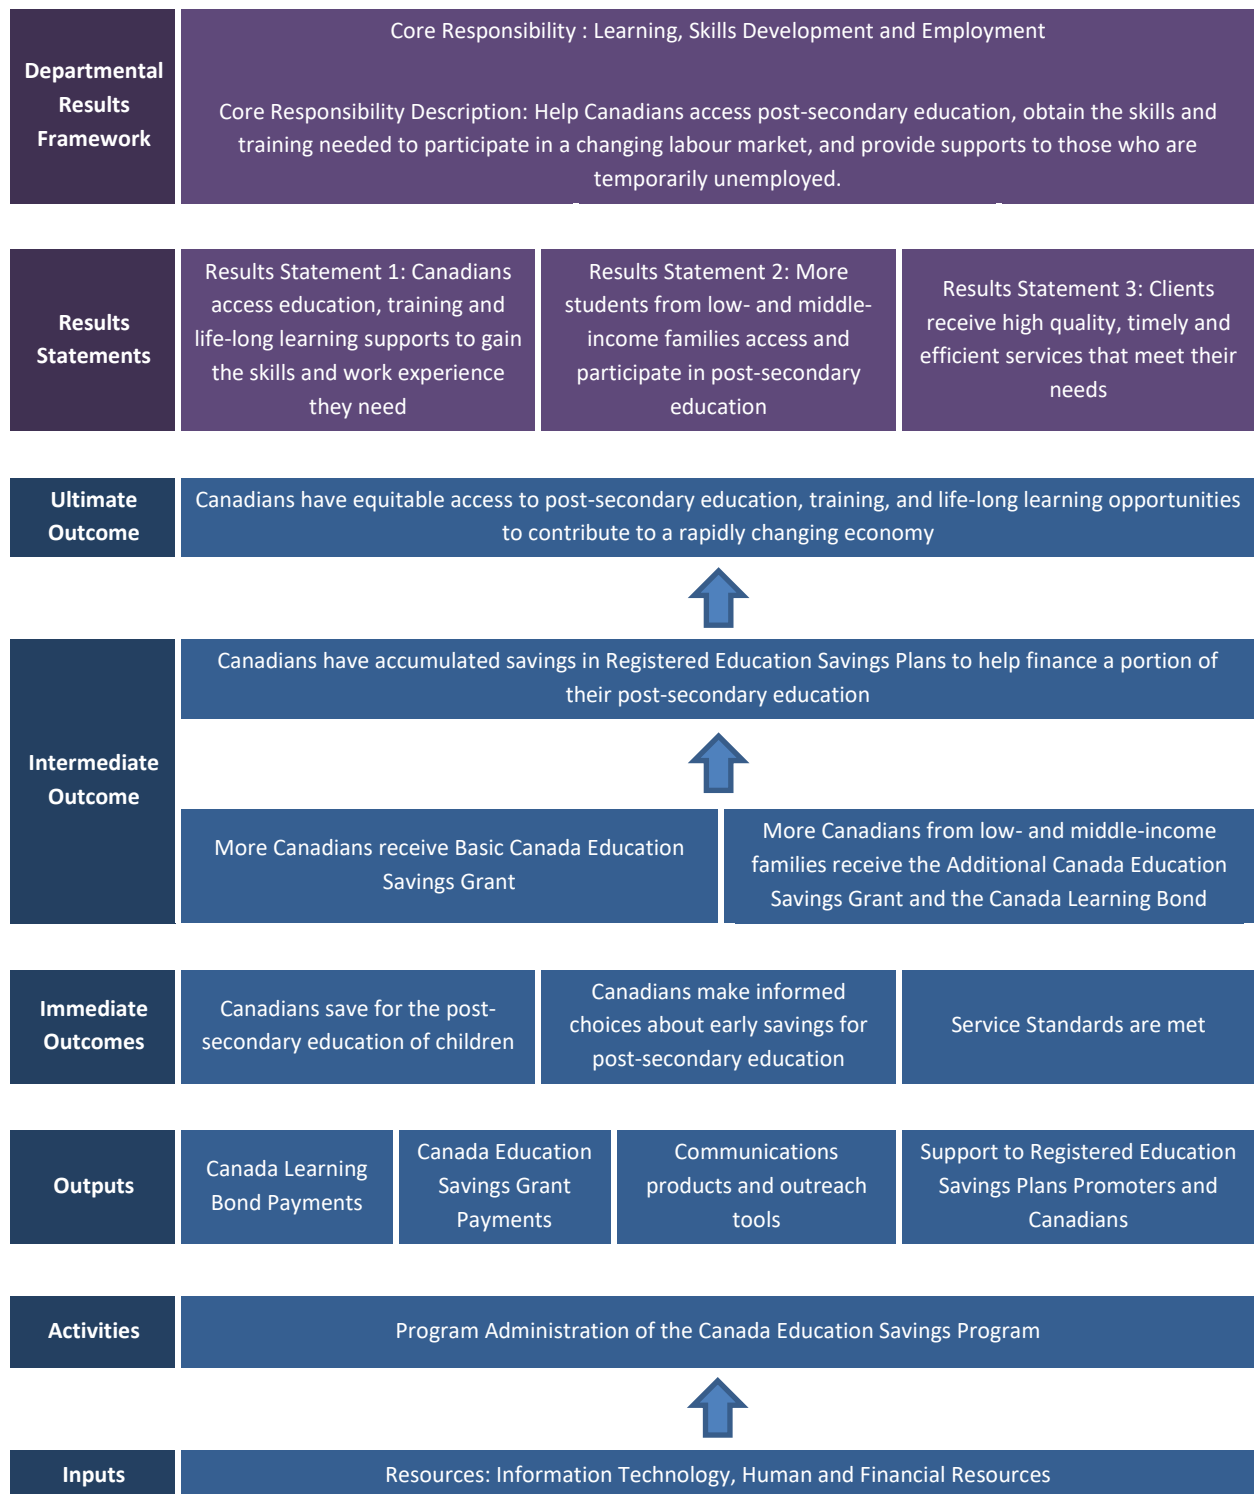 Departmental
Results
Framework
Core Responsibility : Learning, Skills Development and Employment
Core Responsibility Description: Help Canadians access post-secondary education, obtain the skills and
training needed to participate in a changing labour market, and provide supports to those who are
temporarily unemployed.
Results
Statements
Results Statement 1: Canadians
access education, training and
life-long learning supports to gain
the skills and work experience
they need
Results Statement 2: More
students from low- and middle-
income families access and
participate in post-secondary
education
Results Statement 3: Clients
receive high quality, timely and
efficient services that meet their
needs
Ultimate
Outcome
Canadians have equitable access to post-secondary education, training, and life-long learning opportunities
to contribute to a rapidly changing economy
Intermediate
Outcome
Canadians have accumulated savings in Registered Education Savings Plans to help finance a portion of
their post-secondary education
More Canadians receive Basic Canada Education
Savings Grant
More Canadians from low- and middle-income
families receive the Additional Canada Education
Savings Grant and the Canada Learning Bond
Immediate
Outcomes
Canadians save for the post-
secondary education of children
Canadians make informed
choices about early savings for
post-secondary education
Service Standards are met
Outputs
Canada Learning
Bond Payments
Canada Education
Savings Grant
Payments
Communications
products and outreach
tools
Support to Registered Education
Savings Plans Promoters and
Canadians
Activities
Program Administration of the Canada Education Savings Program
Inputs
Resources: Information Technology, Human and Financial Resources